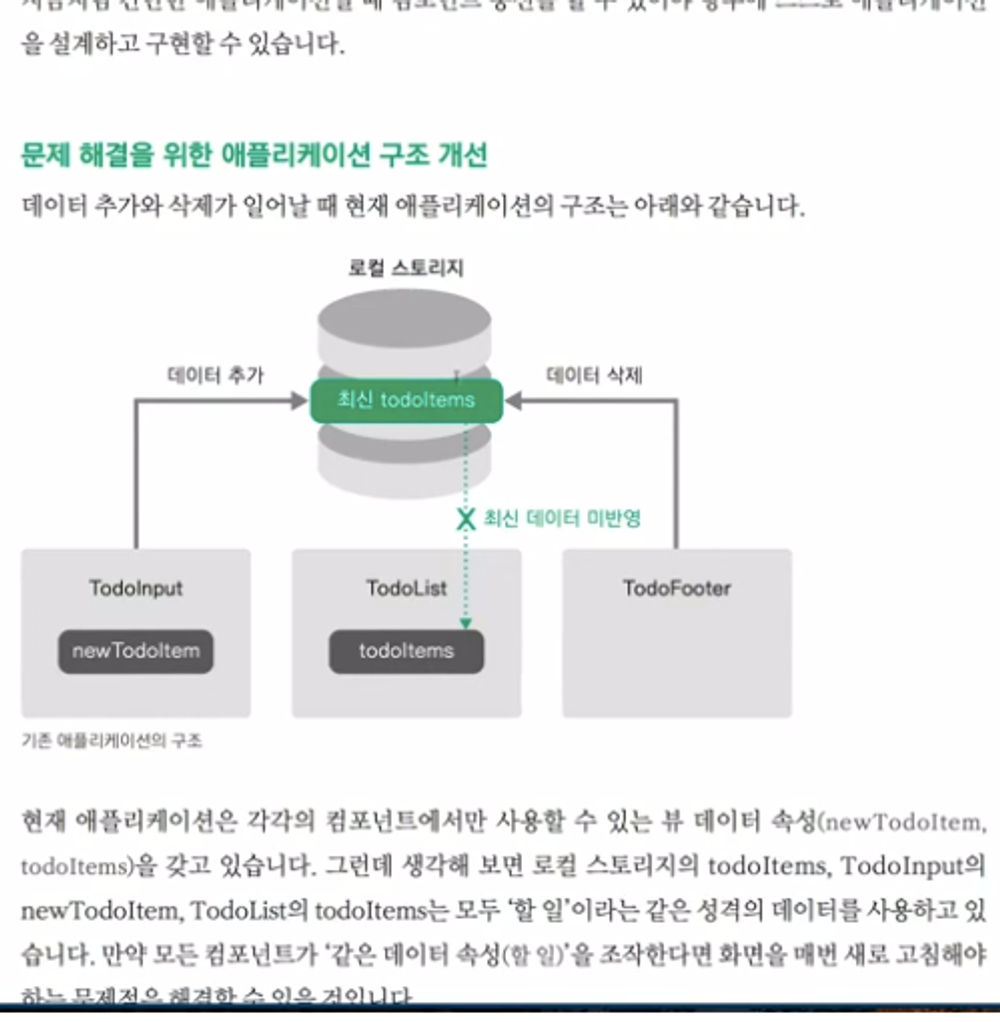 을 설계하고 구현할 수 있습니다.
문제 해결을 위한 애플리케이션 구조 개선
데이터 추가와 삭제가 일어날 때 현재 애플리케이션의 구조는 아래와 같습니다.
로컬 스토리지
데이터 추가
데이터 삭제
최신 todoItems
X 최신 데이터 미반영
TodoInput
TodoList
TodoFooter
newTodoItem
todoItems
기존 애플리케이션의 구조
현재 애플리케이션은 각각의 컴포넌트에서만 사용할 수 있는 뷰 데이터 속성(newTodoItem,
todoItems)을 갖고 있습니다. 그런데 생각해 보면 로컬 스토리지의 todoItems, TodoInput의
newTodoItem, TodoList의 todoItems는 모두 ‘할 일’이라는 같은 성격의 데이터를 사용하고 있
습니다. 만약 모든 컴포넌트가 ‘같은 데이터 속성(할 일)’을 조작한다면 화면을 매번 새로 고침해야
하는 문제점은 해결할 수 있을 것입니다